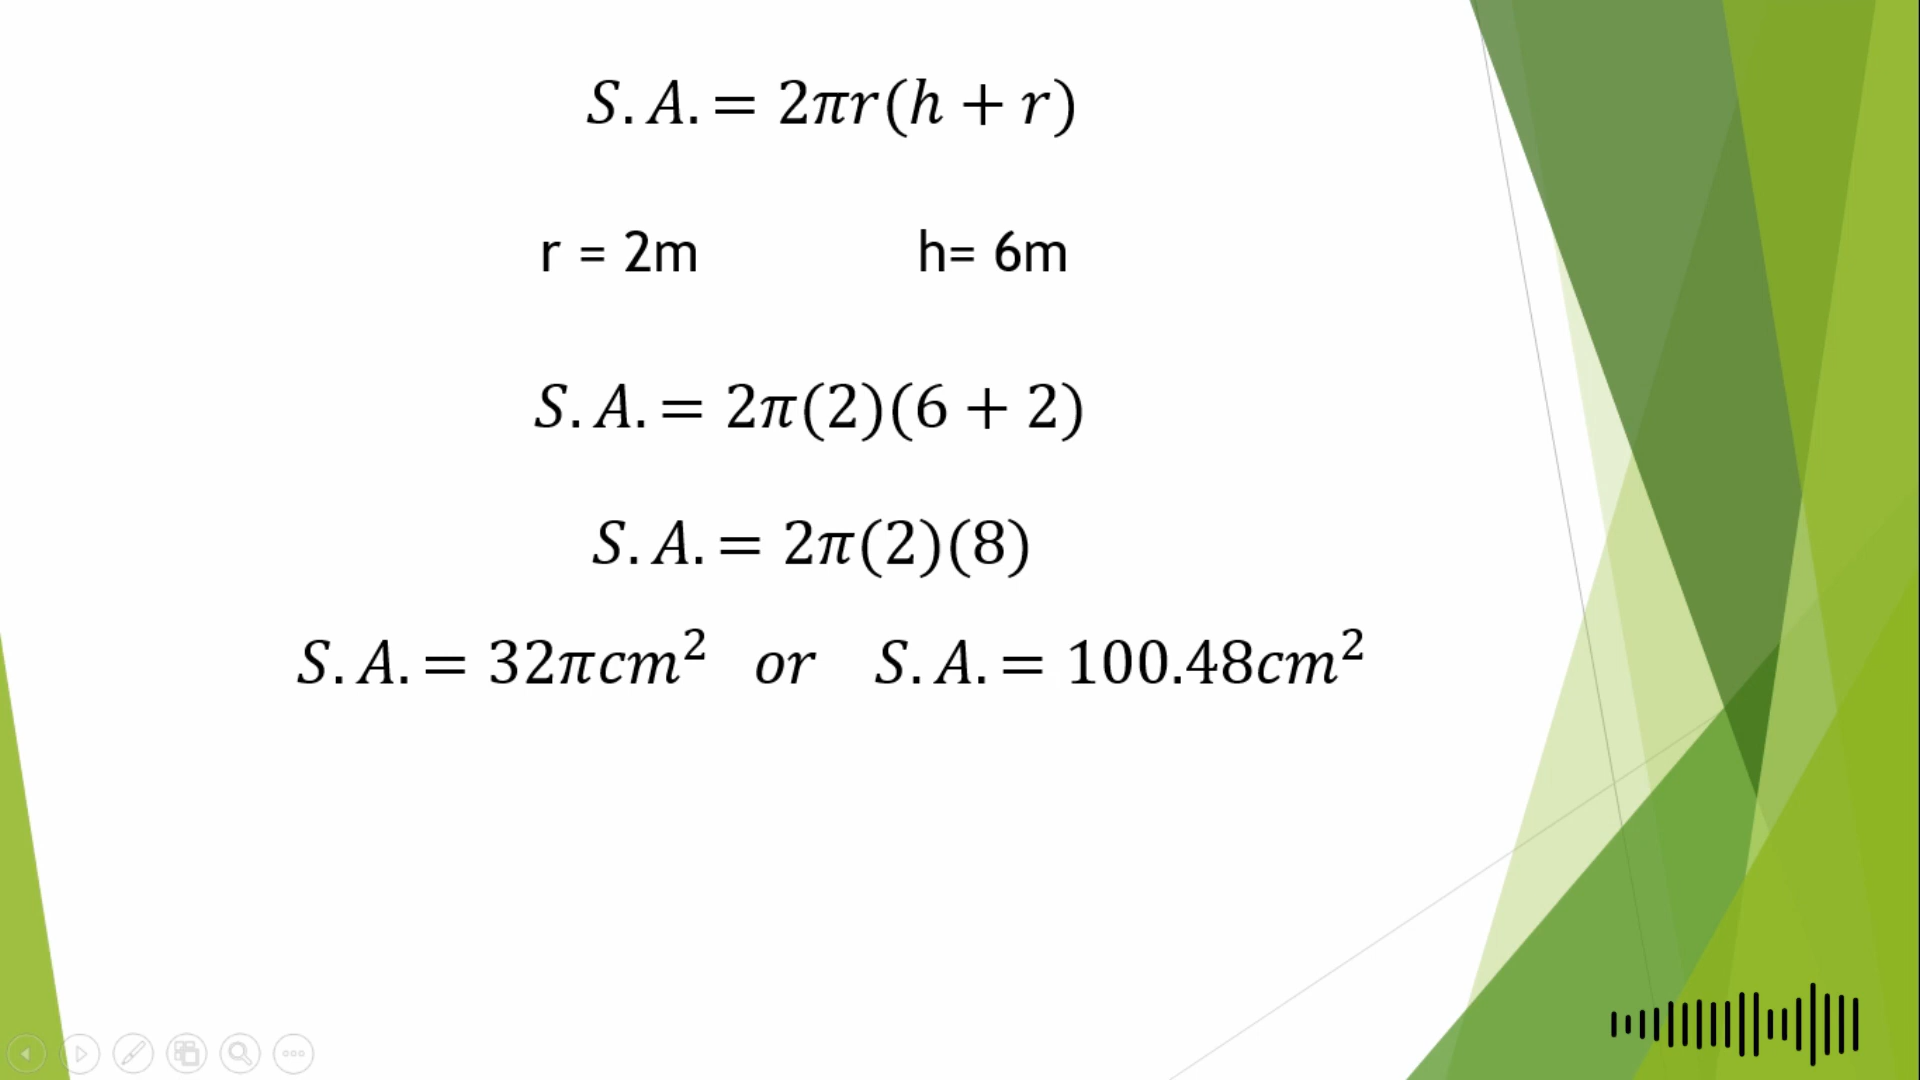 S. A. = 2πr(h + r)
r = 2m h= 6m
S. A. = 2π(2)(6 + 2)
S. A. = 2π(2)(8)
S. A. = 32πcm² or S. A. = 100.48cm²